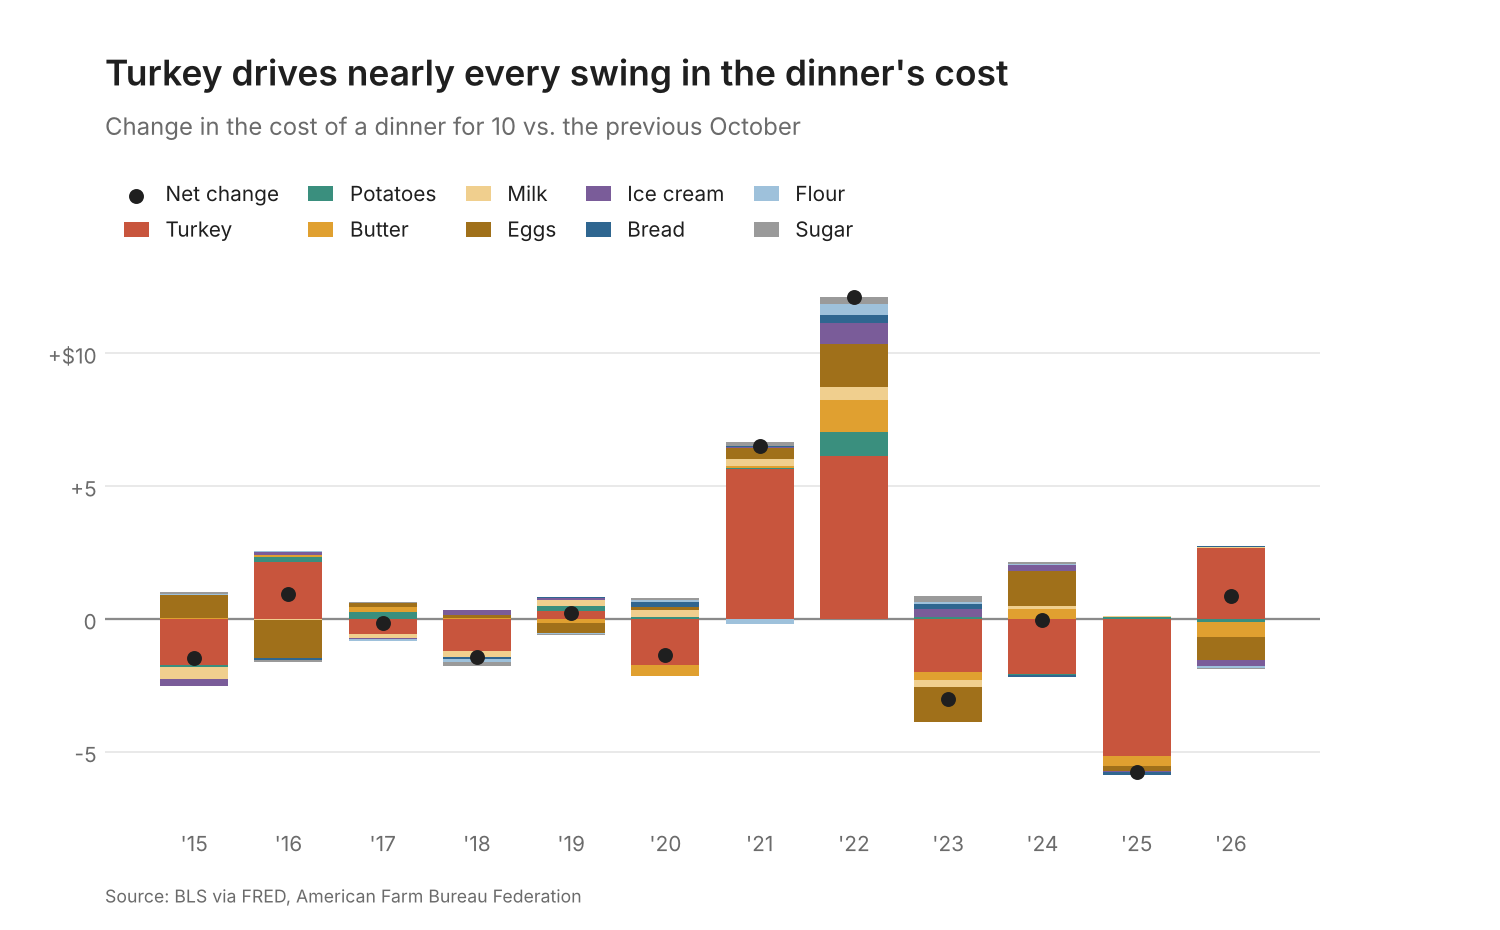 Turkey drives nearly every swing in the dinner's cost
Change in the cost of a dinner for 10 vs. the previous October
Net change Potatoes Milk Ice cream Flour
Turkey Butter Eggs Bread Sugar
+$10
+5
0
-5
'15 '16 '17 '18 '19 '20 '21 '22 '23 '24 '25 '26
Source: BLS via FRED, American Farm Bureau Federation